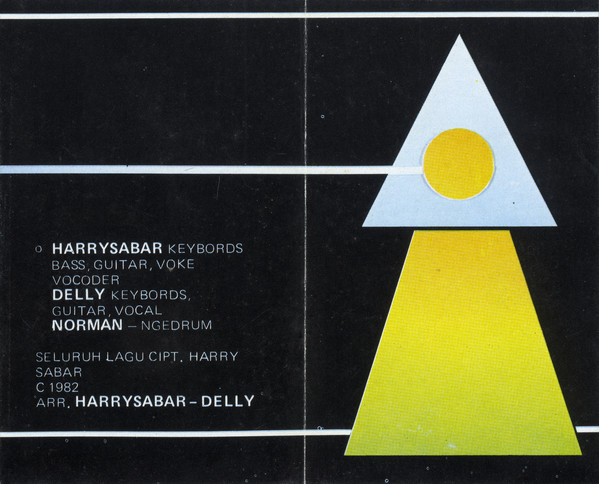 HARRYSABAR KEYBORDS
BASS, GUITAR, VOKE
VOCODER
DELLY KEYBORDS,
GUITAR, VOCAL
NORMAN – NGEDRUM
SELURUH LAGU CIPT. HARRY
SABAR
C 1982
ARR. HARRYSABAR – DELLY